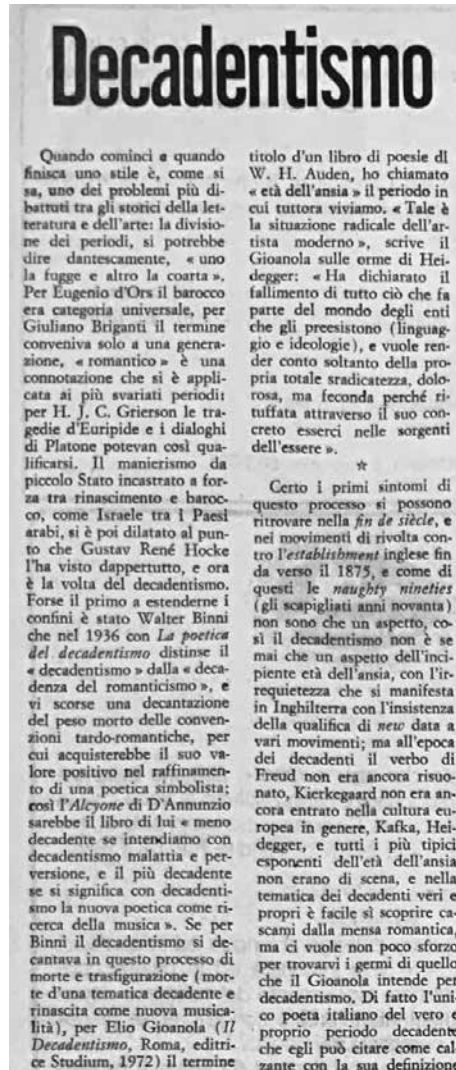 Decadentismo
Quando cominci e quando
finisca uno stile è, come si
sa, uno dei problemi più di-
battuti tra gli storici della let-
teratura e dell'arte: la divisio-
ne dei periodi, si potrebbe
dire dantescamente, « uno
la fugge e altro la coarta ».
Per Eugenio d'Ors il barocco
era categoria universale, per
Giuliano Briganti il termine
conveniva solo a una genera-
zione, « romantico » è una
connotazione che si è appli-
cata ai più svariati periodi:
per H. J. C. Grierson le tra-
gedie d'Euripide e i dialoghi
di Platone potevan così qua-
lificarsi. Il manierismo da
piccolo Stato incastrato a for-
za tra rinascimento e baroc-
co, come Israele tra i Paesi
arabi, si è poi dilatato al pun-
to che Gustav René Hocke
l'ha visto dappertutto, e ora
è la volta del decadentismo.
Forse il primo a estenderne i
confini è stato Walter Binni
che nel 1936 con La poetica
del decadentismo distinse il
« decadentismo » dalla « deca-
denza del romanticismo », e
vi scorse una decantazione
del peso morto delle conven-
zioni tardo-romantiche, per
cui acquisterebbe il suo va-
lore positivo nel raffinamen-
to di una poetica simbolista;
così l'Alcyone di D'Annunzio
sarebbe il libro di lui « meno
decadente se intendiamo con
decadentismo malattia e per-
versione, e il più decadente
se si significa con decadenti-
smo la nuova poetica come ri-
cerca della musica ». Se per
Binni il decadentismo si de-
cantava in questo processo di
morte e trasfigurazione (mor-
te d'una tematica decadente e
rinascita come nuova musica-
lità), per Elio Gioanola (Il
Decadentismo, Roma, editri-
ce Studium, 1972) il termine
titolo d'un libro di poesie di
W. H. Auden, ho chiamato
« età dell'ansia » il periodo in
cui tuttora viviamo. « Tale è
la situazione radicale dell'ar-
tista moderno », scrive il
Gioanola sulle orme di Hei-
degger: « Ha dichiarato il
fallimento di tutto ciò che fa
parte del mondo degli enti
che gli preesistono (linguag-
gio e ideologie), e vuole ren-
der conto soltanto della pro-
pria totale sradicatezza, dolo-
rosa, ma feconda perché ri-
tuffata attraverso il suo con-
creto esserci nelle sorgenti
dell'essere ».
Certo i primi sintomi di
questo processo si possono
ritrovare nella fin de siècle, e
nei movimenti di rivolta con-
tro l'establishment inglese fin
da verso il 1875, e come di
questi le naughty nineties
(gli scapigliati anni novanta)
non sono che un aspetto, co-
sì il decadentismo non è se
mai che un aspetto dell'inci-
piente età dell'ansia, con l'ir-
requietezza che si manifesta
in Inghilterra con l'insistenza
della qualifica di new data a
vari movimenti; ma all'epoca
dei decadenti il verbo di
Freud non era ancora risuo-
nato, Kierkegaard non era an-
cora entrato nella cultura eu-
ropea in genere, Kafka, Hei-
degger, e tutti i più tipici
esponenti dell'età dell'ansia
non erano di scena, e nella
tematica dei decadenti veri e
propri è facile sì scoprire ca-
scami dalla mensa romantica,
ma ci vuole non poco sforzo
per trovarvi i germi di quello
che il Gioanola intende per
decadentismo. Di fatto l'uni-
co poeta italiano del vero e
proprio periodo decadente
che egli può citare come cal-
zante con la sua definizione